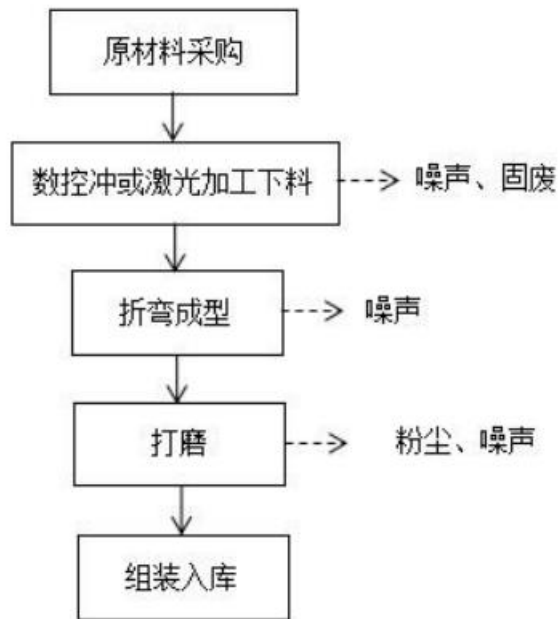 原材料采购
数控冲或激光加工下料
噪声、固废
折弯成型
噪声
打磨
粉尘、噪声
组装入库